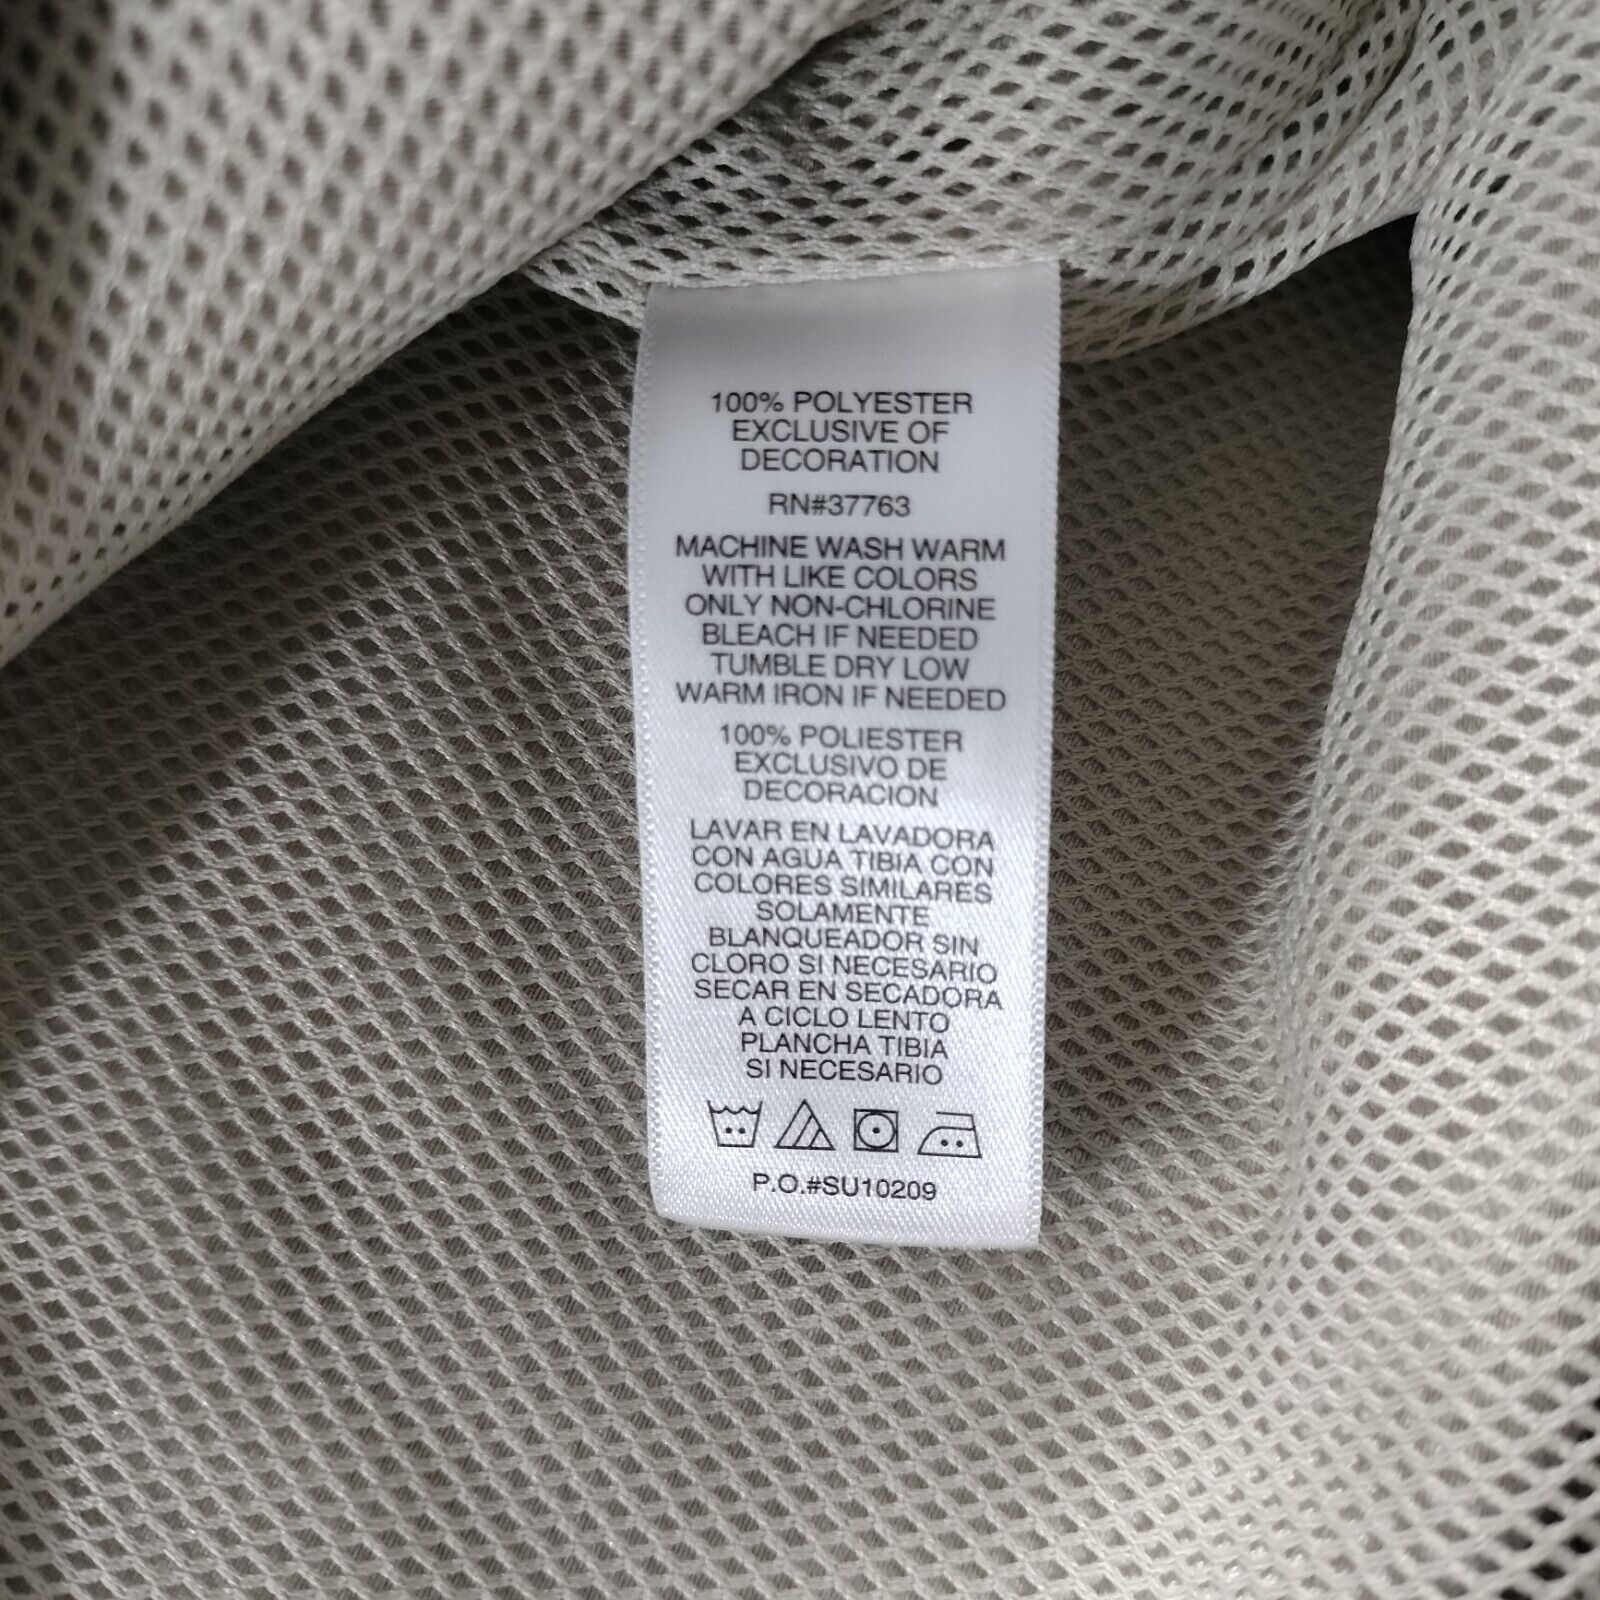 100% POLYESTER
EXCLUSIVE OF
DECORATION
RN#37763
MACHINE WASH WARM
WITH LIKE COLORS
ONLY NON-CHLORINE
BLEACH IF NEEDED
TUMBLE DRY LOW
WARM IRON IF NEEDED
100% POLIESTER
EXCLUSIVO DE
DECORACION
LAVAR EN LAVADORA
CON AGUA TIBIA CON
COLORES SIMILARES
SOLAMENTE
BLANQUEADOR SIN
CLORO SI NECESARIO
SECAR EN SECADORA
A CICLO LENTO
PLANCHA TIBIA
SI NECESARIO
P.O.#SU10209